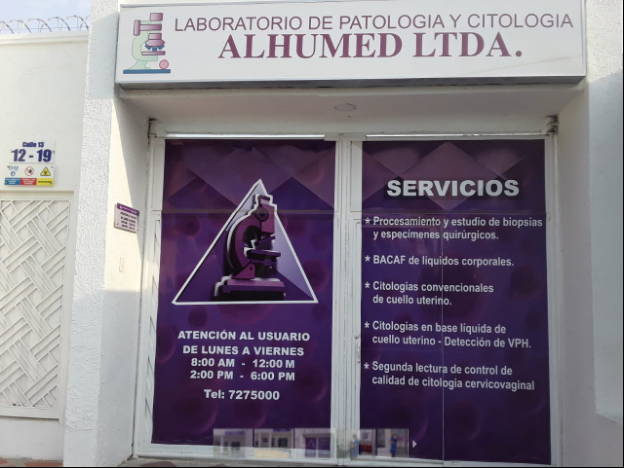 LABORATORIO DE PATOLOGIA Y CITOLOGIA
ALHUMED LTDA.
Calle 13
12 - 19
ATENCIÓN AL USUARIO
DE LUNES A VIERNES
8:00 AM - 12:00 M
2:00 PM - 6:00 PM
Tel: 7275000
SERVICIOS
* Procesamiento y estudio de biopsias
y especímenes quirúrgicos.
* BACAF de liquidos corporales.
* Citologías convencionales
de cuello uterino.
* Citologías en base líquida de
cuello uterino - Detección de VPH.
* Segunda lectura de control de
calidad de citología cervicovaginal